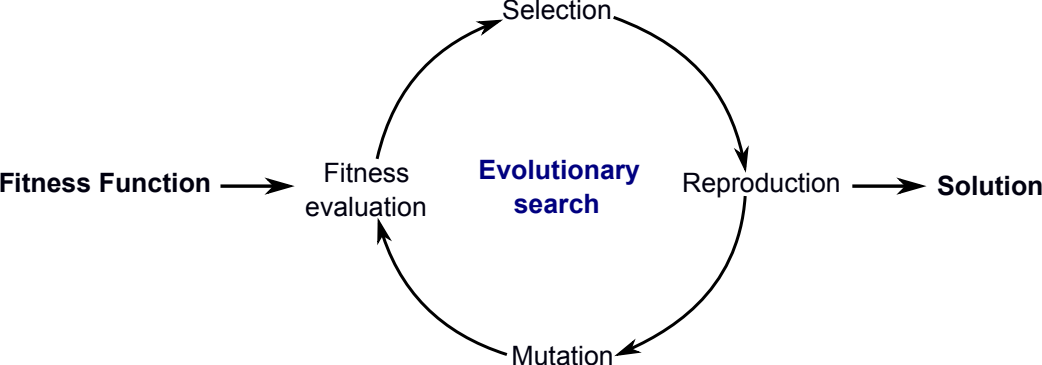 Selection
Fitness Function
Fitness
evaluation
Evolutionary
search
Reproduction
Solution
Mutation